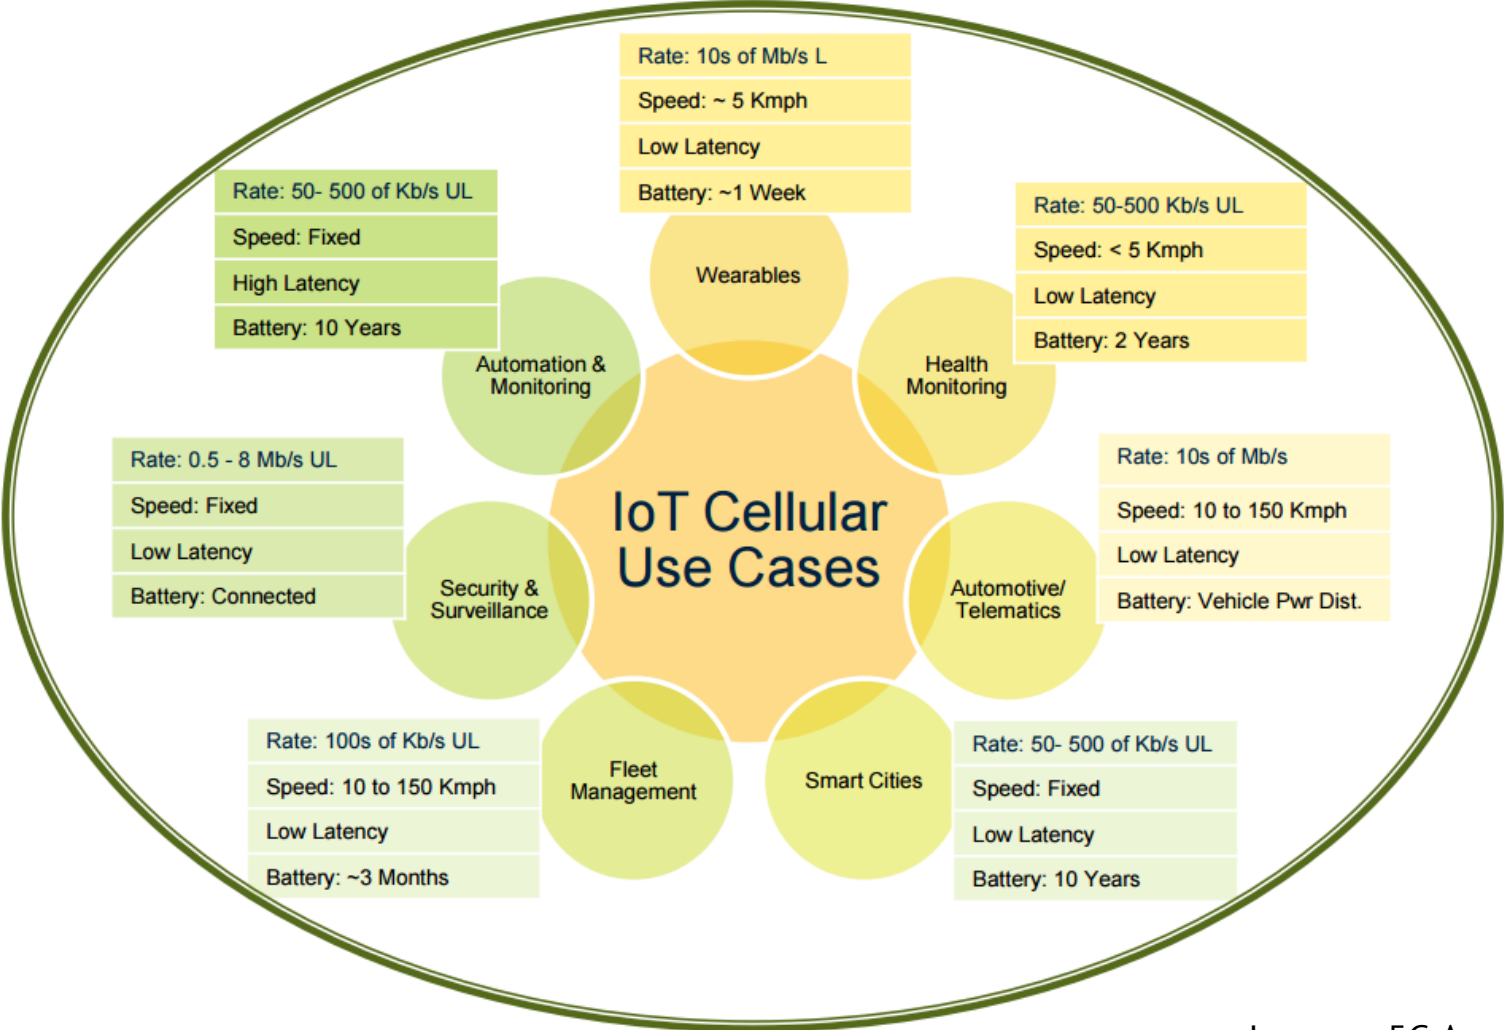 Rate: 10s of Mb/s L
Speed: ~ 5 Kmph
Low Latency
Battery: ~1 Week
Wearables
Rate: 50-500 Kb/s UL
Speed: < 5 Kmph
Low Latency
Battery: 2 Years
Health
Monitoring
Rate: 10s of Mb/s
Speed: 10 to 150 Kmph
Low Latency
Battery: Vehicle Pwr Dist.
Automotive/
Telematics
Rate: 50- 500 of Kb/s UL
Speed: Fixed
Low Latency
Battery: 10 Years
Smart Cities
Rate: 100s of Kb/s UL
Speed: 10 to 150 Kmph
Low Latency
Battery: ~3 Months
Fleet
Management
Rate: 0.5 - 8 Mb/s UL
Speed: Fixed
Low Latency
Battery: Connected
Security &
Surveillance
Rate: 50- 500 of Kb/s UL
Speed: Fixed
High Latency
Battery: 10 Years
Automation &
Monitoring
IoT Cellular
Use Cases